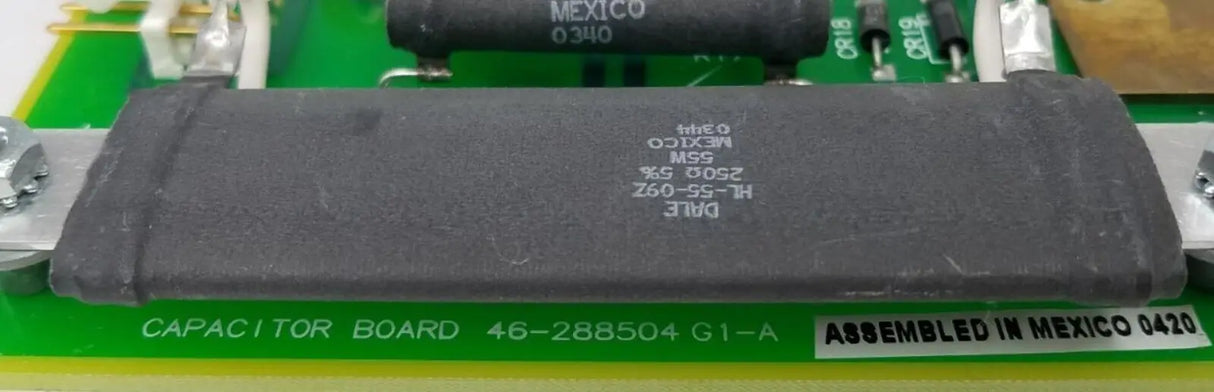 MEXICO
0340
CR18
CR19
DALE
HL-55-09Z
250Ω 5%
55W
MEXICO
0344
CAPACITOR BOARD 46-288504 G1-A
ASSEMBLED IN MEXICO 0420